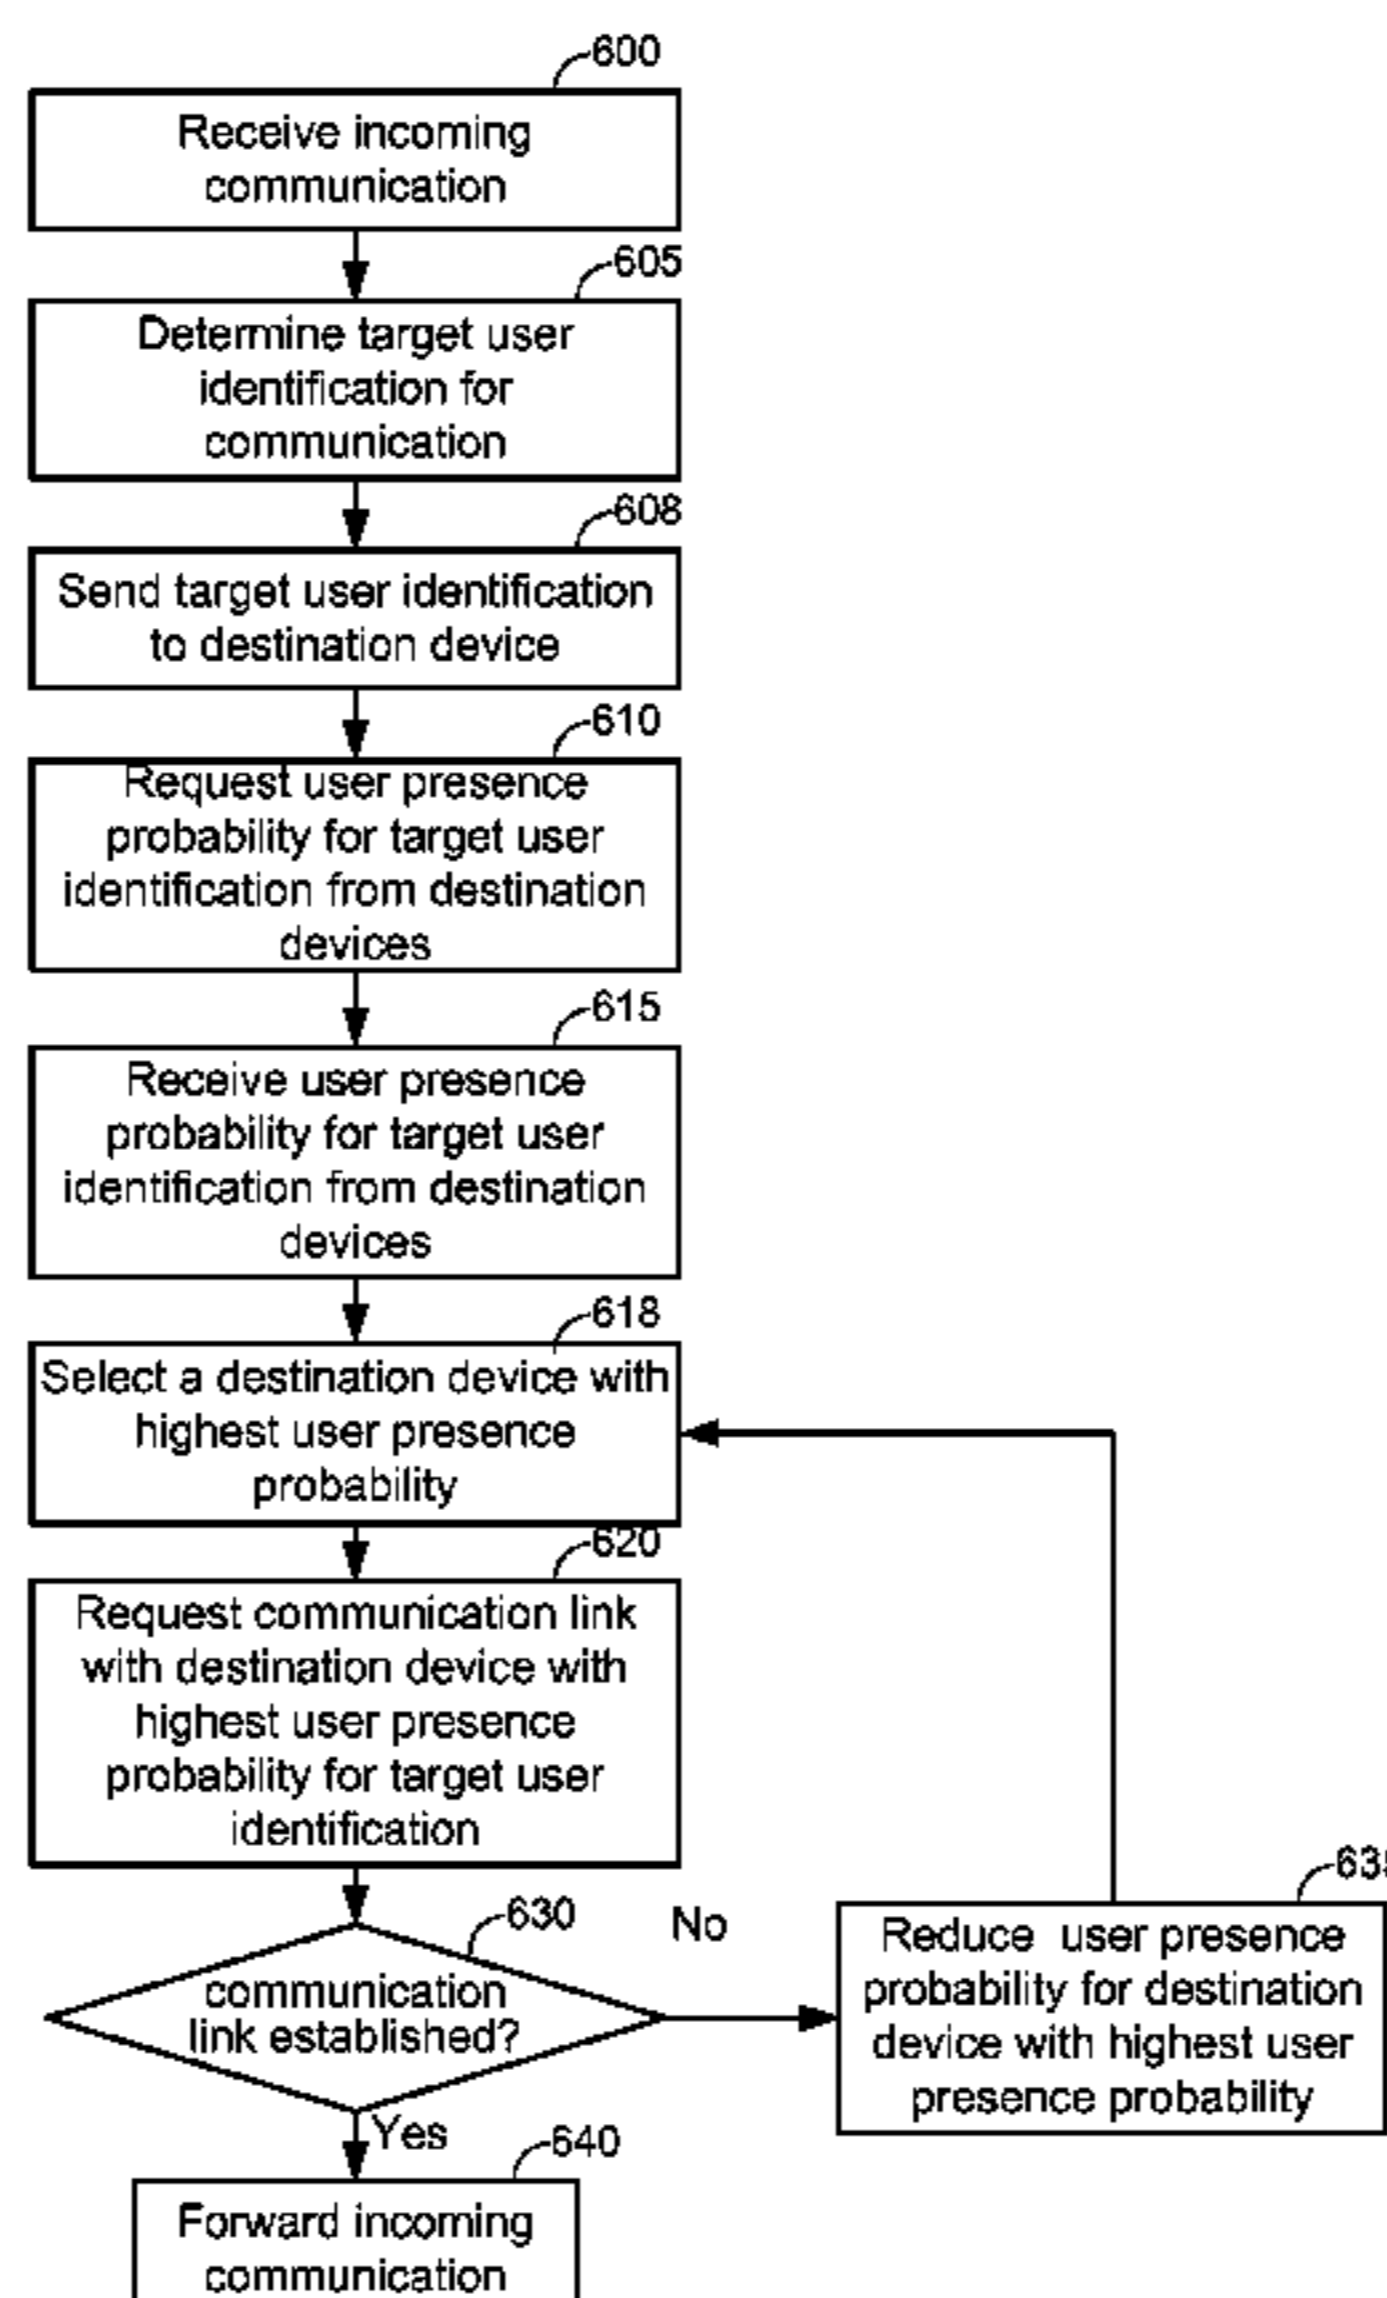 600
Receive incoming
communication
605
Determine target user
identification for
communication
608
Send target user identification
to destination device
610
Request user presence
probability for target user
identification from destination
devices
615
Receive user presence
probability for target user
identification from destination
devices
618
Select a destination device with
highest user presence
probability
620
Request communication link
with destination device with
highest user presence
probability for target user
identification
630
communication
link established?
No
635
Reduce user presence
probability for destination
device with highest user
presence probability
Yes
640
Forward incoming
communication